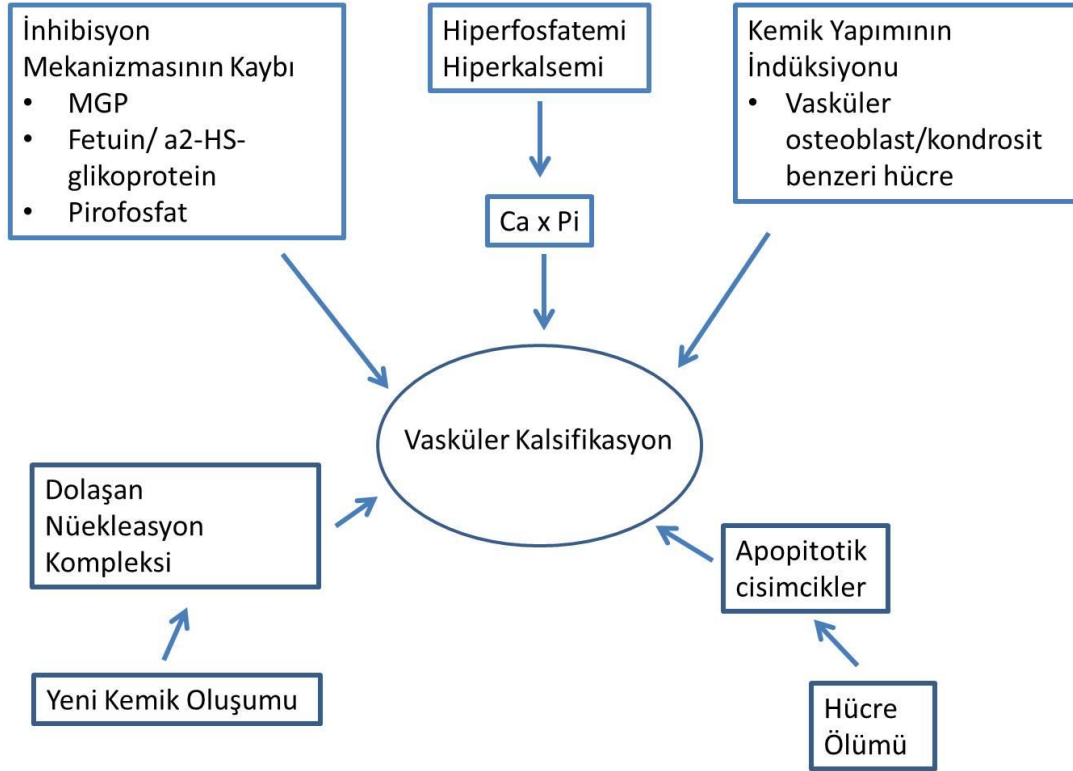 İnhibisyon
Mekanizmasının Kaybı
• MGP
• Fetuin/ a2-HS-
glikoprotein
• Pirofosfat
Hiperfosfatemi
Hiperkalsemi
Kemik Yapımının
İndüksiyonu
• Vasküler
osteoblast/kondrosit
benzeri hücre
Ca x Pi
Vasküler Kalsifikasyon
Dolaşan
Nüekleasyon
Kompleksi
Apopitotik
cisimcikler
Yeni Kemik Oluşumu
Hücre
Ölümü